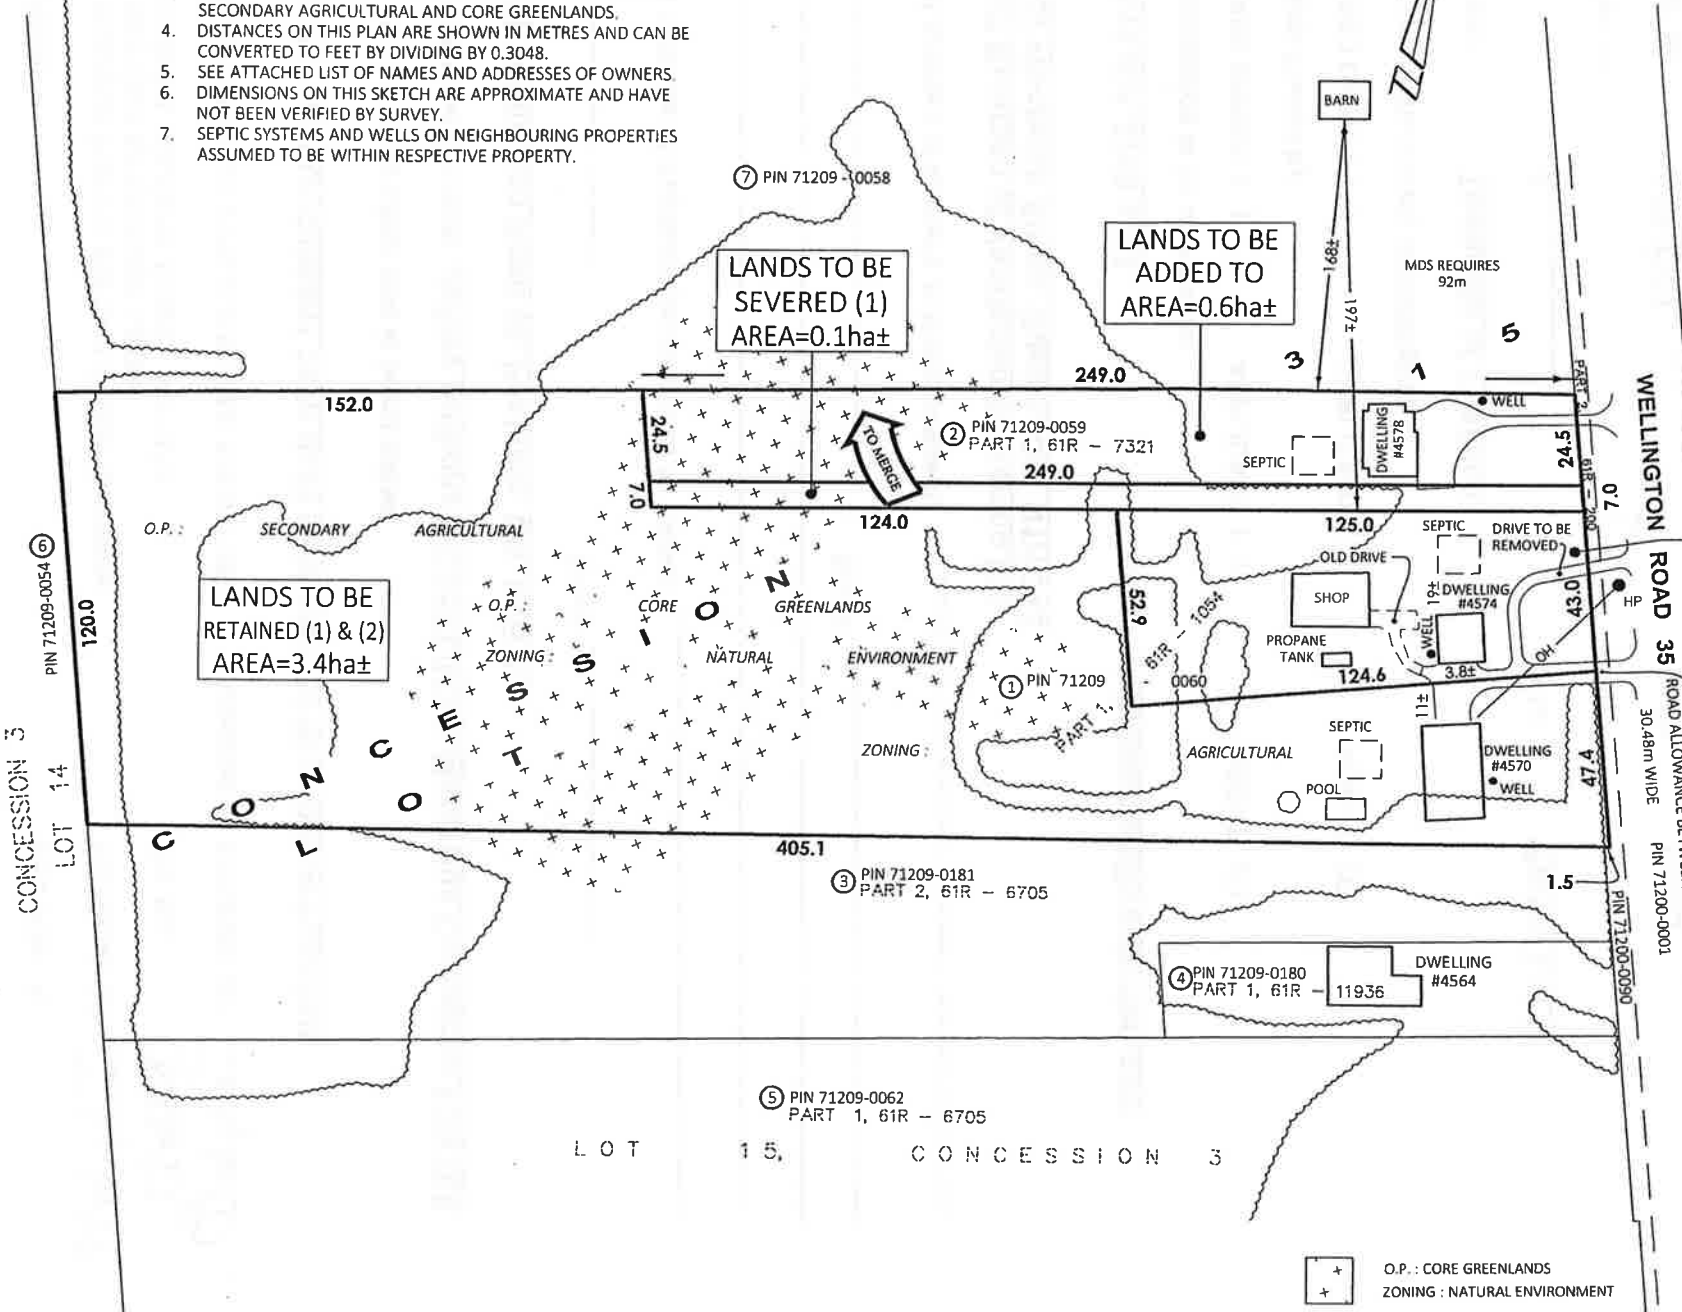 SECONDARY AGRICULTURAL AND CORE GREENLANDS.
4. DISTANCES ON THIS PLAN ARE SHOWN IN METRES AND CAN BE
CONVERTED TO FEET BY DIVIDING BY 0.3048.
5. SEE ATTACHED LIST OF NAMES AND ADDRESSES OF OWNERS.
6. DIMENSIONS ON THIS SKETCH ARE APPROXIMATE AND HAVE
NOT BEEN VERIFIED BY SURVEY.
7. SEPTIC SYSTEMS AND WELLS ON NEIGHBOURING PROPERTIES
ASSUMED TO BE WITHIN RESPECTIVE PROPERTY.
BARN
7 PIN 71209-0058
168±
197±
MDS REQUIRES
92m
LANDS TO BE
SEVERED (1)
AREA=0.1ha±
LANDS TO BE
ADDED TO
AREA=0.6ha±
3 1 5
152.0
249.0
PART 2
WELL
24.5
TO MERGE
2 PIN 71209-0059
PART 1, 61R - 7321
SEPTIC
DWELLING
#4578
24.5
249.0
7.0
7.0
124.0
125.0
WELLINGTON ROAD 35
O.P.: SECONDARY AGRICULTURAL
SEPTIC
DRIVE TO BE
REMOVED
OLD DRIVE
6 PIN 71209-0054
120.0
LANDS TO BE
RETAINED (1) & (2)
AREA=3.4ha±
O.P.: CORE GREENLANDS
ZONING: NATURAL ENVIRONMENT
CONCESSION
COLT
52.9
SHOP
PROPANE
TANK
19±
WELL
DWELLING
#4574
43.0
HP
OH
3.8±
124.6
11±
1 PIN 71209 - 0060
PART 1, 61R - 1054
ZONING: AGRICULTURAL
SEPTIC
POOL
DWELLING
#4570
WELL
47.4
30.48m WIDE
PIN 71200-0001
CONCESSION 3
LOT 14
405.1
3 PIN 71209-0181
PART 2, 61R - 6705
1.5
PIN 71200-0090
4 PIN 71209-0180
PART 1, 61R - 11936
DWELLING
#4564
5 PIN 71209-0062
PART 1, 61R - 6705
LOT 15, CONCESSION 3
O.P.: CORE GREENLANDS
ZONING: NATURAL ENVIRONMENT